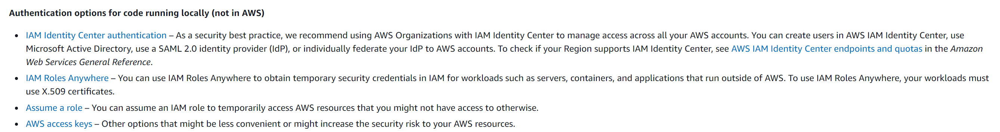 Authentication options for code running locally (not in AWS)
• IAM Identity Center authentication – As a security best practice, we recommend using AWS Organizations with IAM Identity Center to manage access across all your AWS accounts. You can create users in AWS IAM Identity Center, use
Microsoft Active Directory, use a SAML 2.0 identity provider (IdP), or individually federate your IdP to AWS accounts. To check if your Region supports IAM Identity Center, see AWS IAM Identity Center endpoints and quotas in the Amazon
Web Services General Reference.
• IAM Roles Anywhere – You can use IAM Roles Anywhere to obtain temporary security credentials in IAM for workloads such as servers, containers, and applications that run outside of AWS. To use IAM Roles Anywhere, your workloads must
use X.509 certificates.
• Assume a role – You can assume an IAM role to temporarily access AWS resources that you might not have access to otherwise.
• AWS access keys – Other options that might be less convenient or might increase the security risk to your AWS resources.